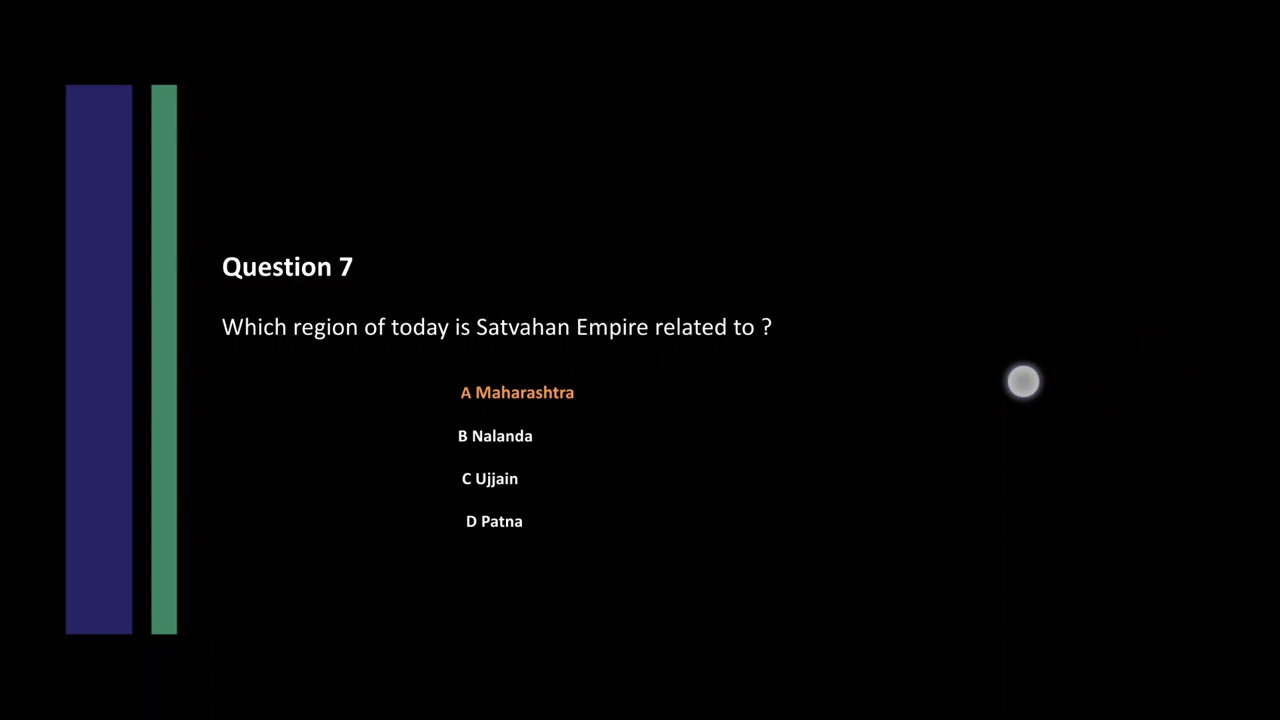 Question 7
Which region of today is Satvahan Empire related to ?
A Maharashtra
B Nalanda
C Ujjain
D Patna